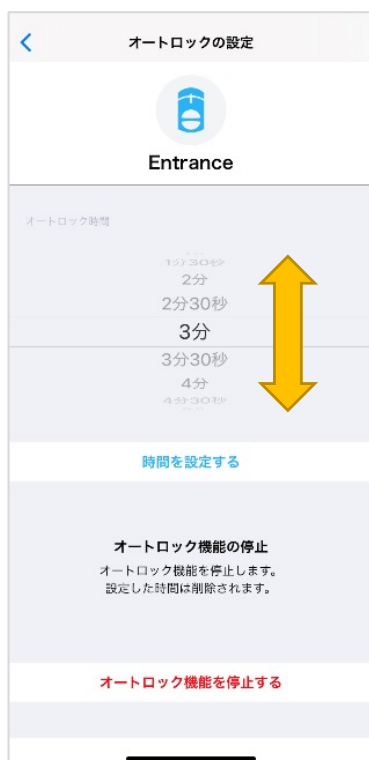 オートロックの設定
Entrance
オートロック時間
1分30秒
2分
2分30秒
3分
3分30秒
4分
4分30秒
時間を設定する
オートロック機能の停止
オートロック機能を停止します。
設定した時間は削除されます。
オートロック機能を停止する